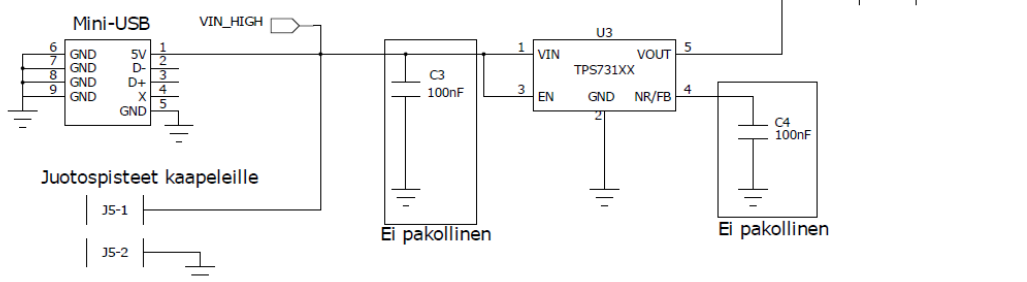 Mini-USB
VIN_HIGH
6 GND 5V 1
7 GND D- 2
8 GND D+ 3
9 GND X 4
GND 5
C3
100nF
U3
1 VIN VOUT 5
TPS731XX
3 EN GND NR/FB 4
2
C4
100nF
Juotospisteet kaapeleille
J5-1
J5-2
Ei pakollinen
Ei pakollinen